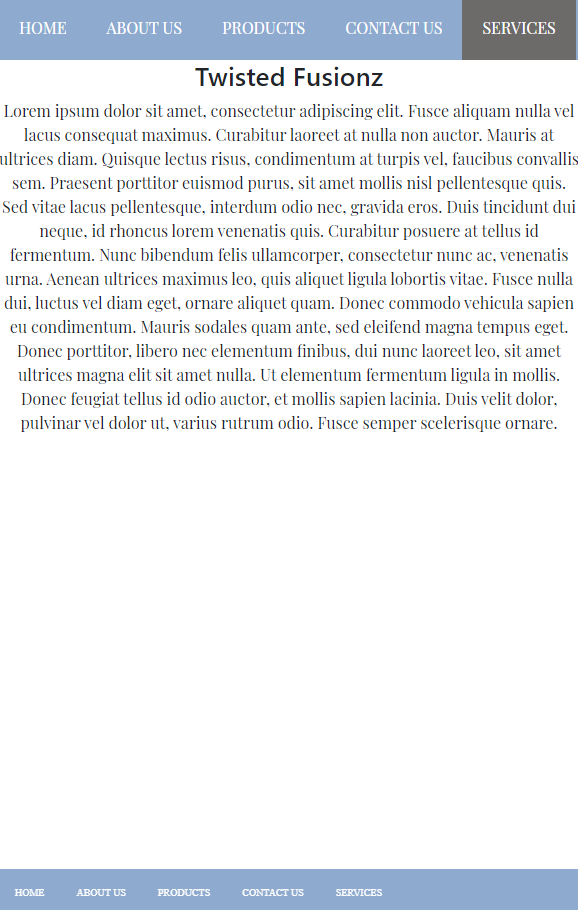 HOME ABOUT US PRODUCTS CONTACT US SERVICES
Twisted Fusionz
Lorem ipsum dolor sit amet, consectetur adipiscing elit. Fusce aliquam nulla vel
lacus consequat maximus. Curabitur laoreet at nulla non auctor. Mauris at
ultrices diam. Quisque lectus risus, condimentum at turpis vel, faucibus convallis
sem. Praesent porttitor euismod purus, sit amet mollis nisl pellentesque quis.
Sed vitae lacus pellentesque, interdum odio nec, gravida eros. Duis tincidunt dui
neque, id rhoncus lorem venenatis quis. Curabitur posuere at tellus id
fermentum. Nunc bibendum felis ullamcorper, consectetur nunc ac, venenatis
urna. Aenean ultrices maximus leo, quis aliquet ligula lobortis vitae. Fusce nulla
dui, luctus vel diam eget, ornare aliquet quam. Donec commodo vehicula sapien
eu condimentum. Mauris sodales quam ante, sed eleifend magna tempus eget.
Donec porttitor, libero nec elementum finibus, dui nunc laoreet leo, sit amet
ultrices magna elit sit amet nulla. Ut elementum fermentum ligula in mollis.
Donec feugiat tellus id odio auctor, et mollis sapien lacinia. Duis velit dolor,
pulvinar vel dolor ut, varius rutrum odio. Fusce semper scelerisque ornare.
HOME ABOUT US PRODUCTS CONTACT US SERVICES